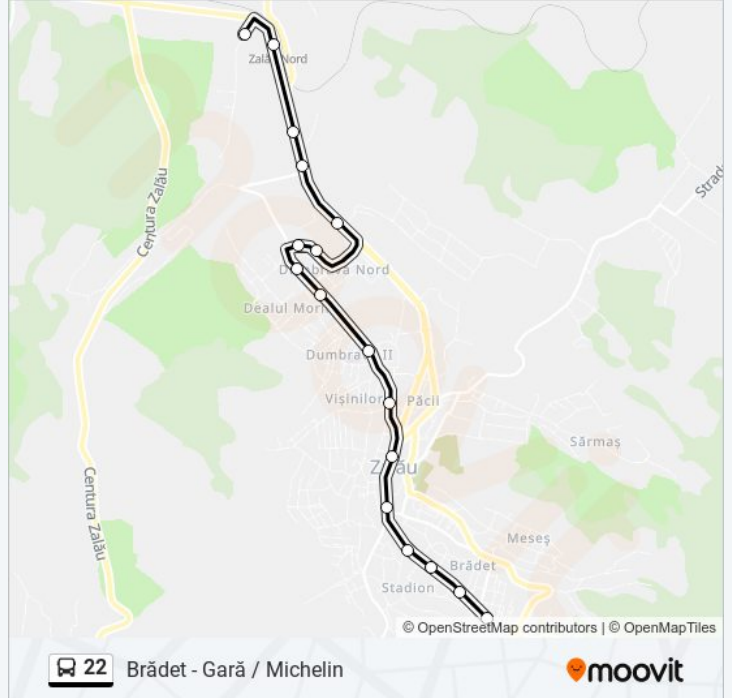 Zalău Nord
Centura Zalău
Strad
Dumbrava Nord
Dealul Morii
Dumbrava II
Vișinilor
Păcii
Sărmaș
Zalău
Centura Zalău
Meseș
Brădet
Stadion
© OpenStreetMap contributors | © OpenMapTiles
22 Brădet - Gară / Michelin
moovit